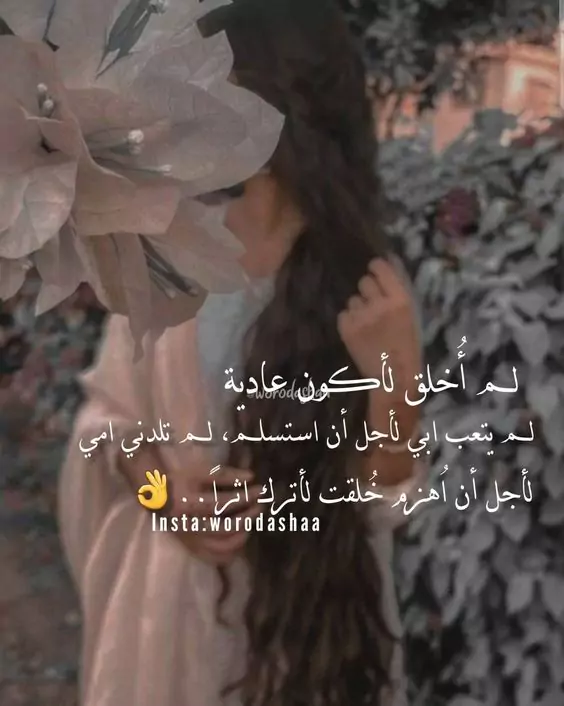 لم أُخلق لأكون عادية
@worodashaa
لم يتعب ابي لأجل أن استسلم، لم تلدني امي
لأجل أن اُهزم خُلقت لأترك اثراً . . 👌
Insta:worodashaa